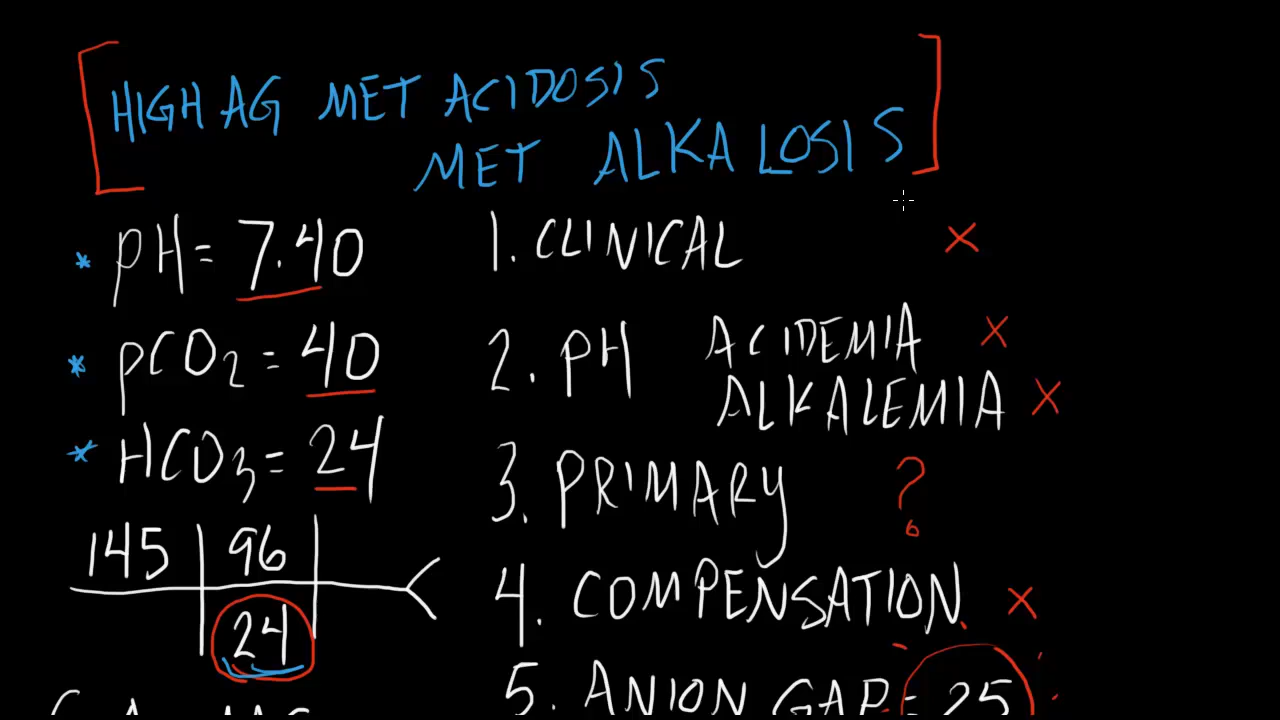 HIGH AG MET ACIDOSIS
MET ALKALOSIS
* pH = 7.40
* pCO2 = 40
* HCO3 = 24
145 96
24
1. CLINICAL X
2. PH ACIDEMIA X
ALKALEMIA X
3. PRIMARY ?
4. COMPENSATION X
5. ANION GAP = 25